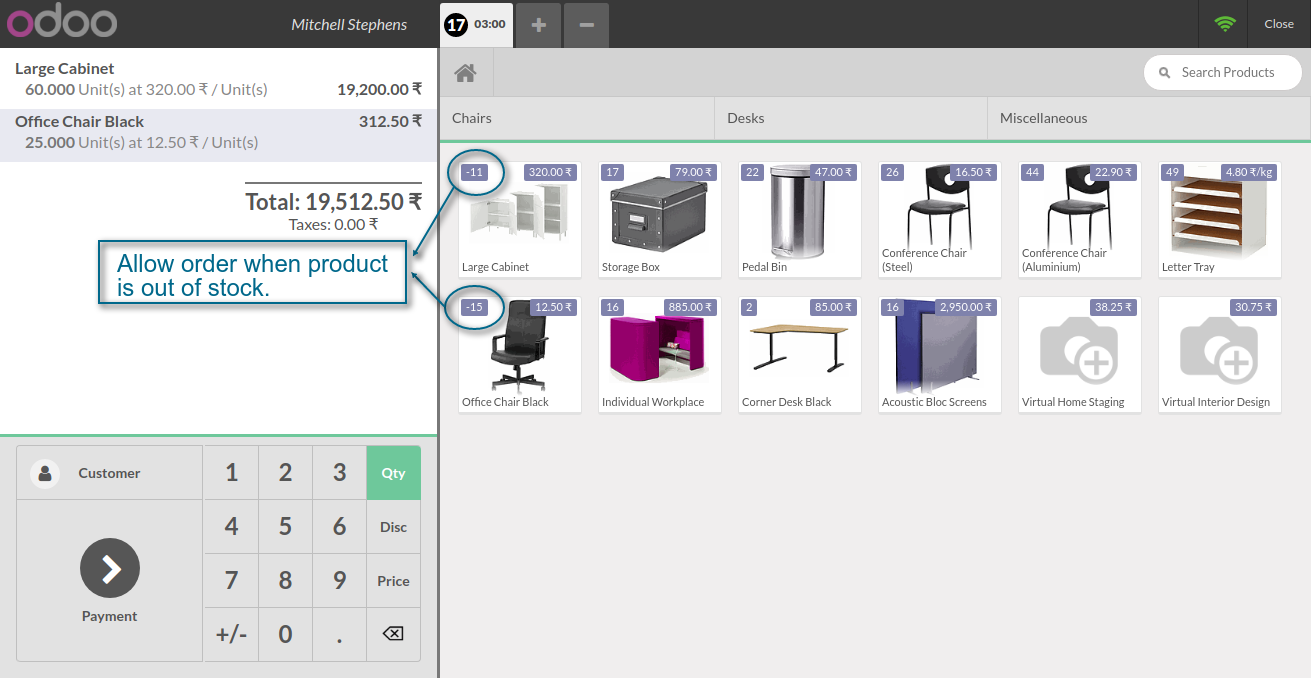 odoo
Mitchell Stephens
17 03:00
+
−
Close
Large Cabinet
60.000 Unit(s) at 320.00 ₹ / Unit(s) 19,200.00 ₹
Office Chair Black 312.50 ₹
25.000 Unit(s) at 12.50 ₹ / Unit(s)
Total: 19,512.50 ₹
Taxes: 0.00 ₹
Allow order when product
is out of stock.
Customer
Payment
1 2 3 Qty
4 5 6 Disc
7 8 9 Price
+/- 0 .
Search Products
Chairs Desks Miscellaneous
-11 320.00 ₹
Large Cabinet
17 79.00 ₹
Storage Box
22 47.00 ₹
Pedal Bin
26 16.50 ₹
Conference Chair
(Steel)
44 22.90 ₹
Conference Chair
(Aluminium)
49 4.80 ₹/kg
Letter Tray
-15 12.50 ₹
Office Chair Black
16 885.00 ₹
Individual Workplace
2 85.00 ₹
Corner Desk Black
16 2,950.00 ₹
Acoustic Bloc Screens
38.25 ₹
Virtual Home Staging
30.75 ₹
Virtual Interior Design